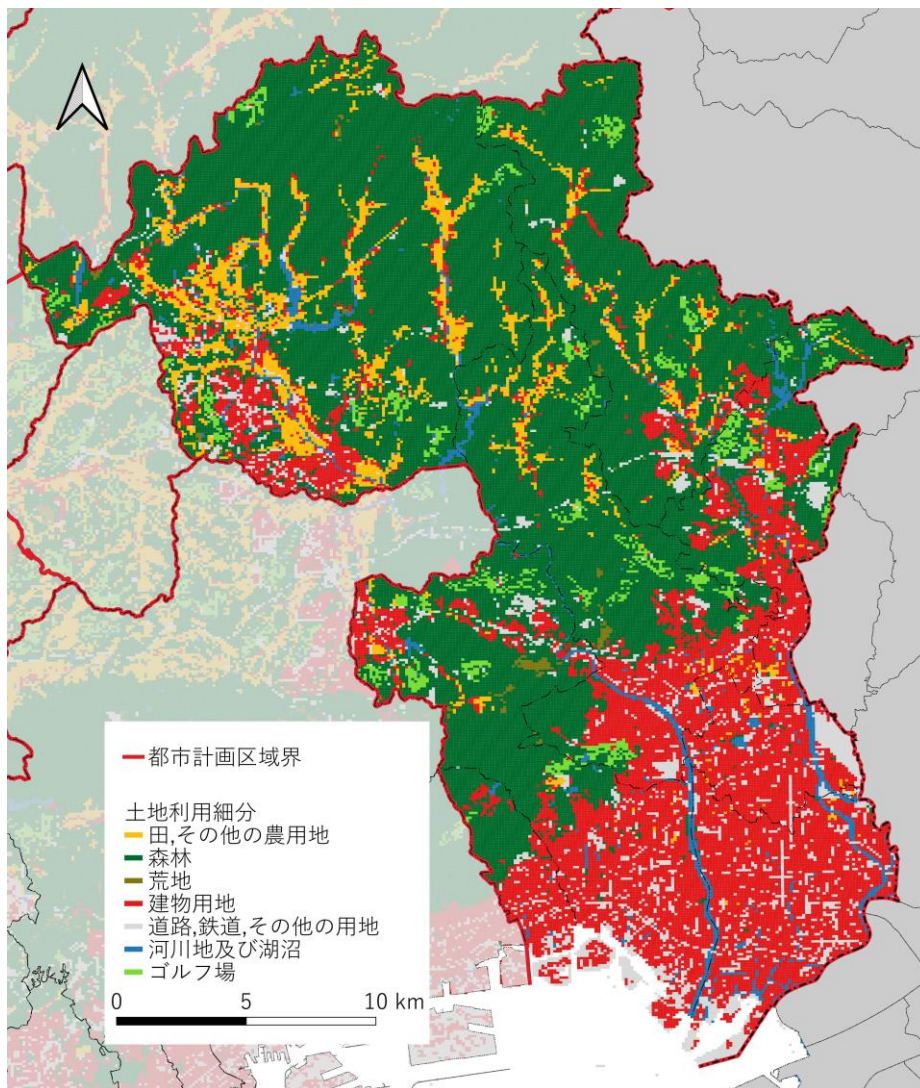 都市計画区域界
土地利用細分
田,その他の農用地
森林
荒地
建物用地
道路,鉄道,その他の用地
河川地及び湖沼
ゴルフ場
0 5 10 km